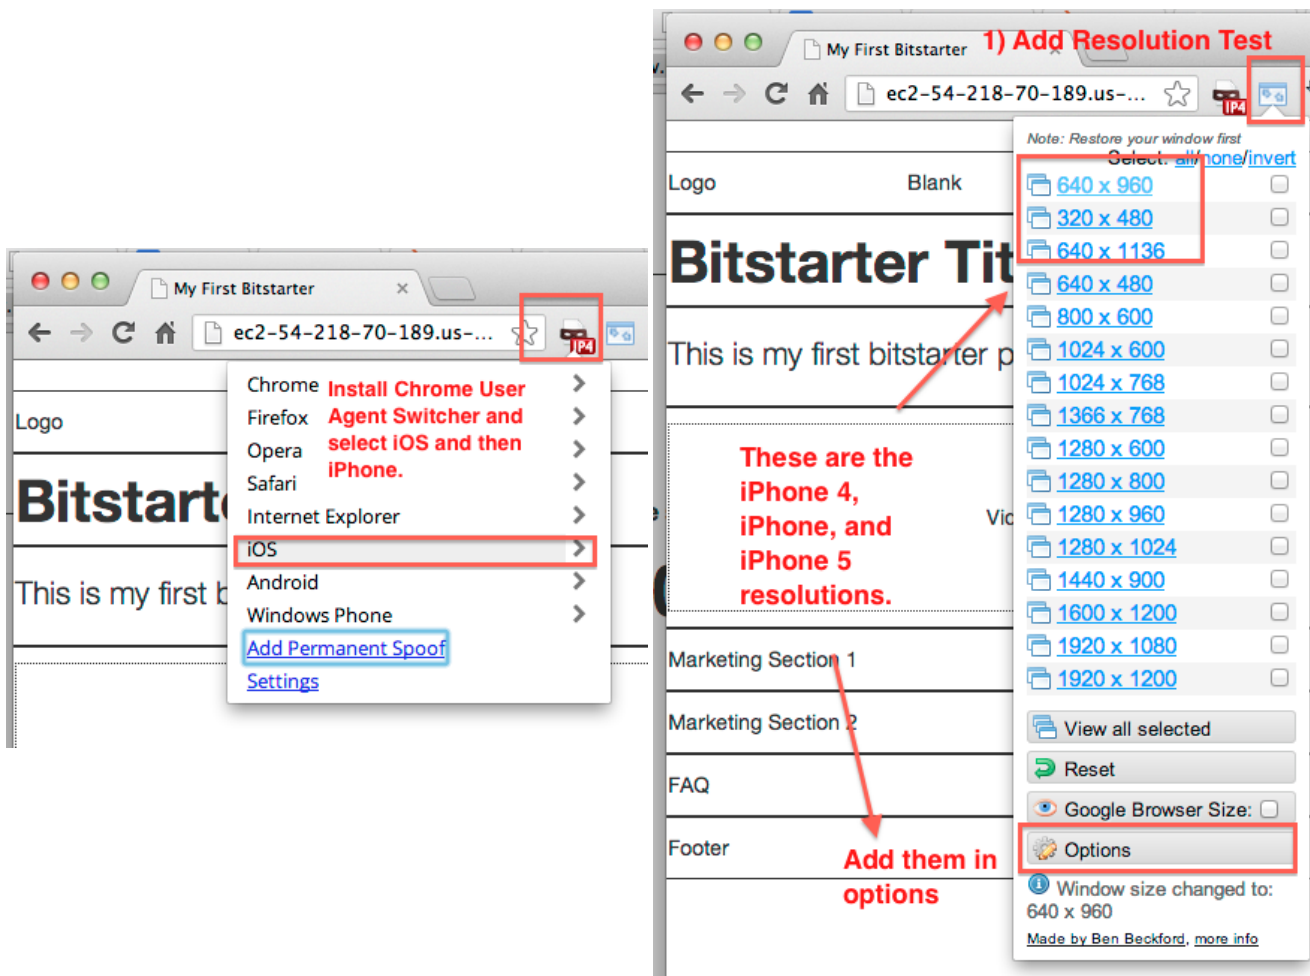 My First Bitstarter
ec2-54-218-70-189.us-...
IP4
Logo
Bitstarte
This is my first b
Chrome
Firefox
Opera
Safari
Internet Explorer
iOS
Android
Windows Phone
Add Permanent Spoof
Settings
Install Chrome User
Agent Switcher and
select iOS and then
iPhone.
My First Bitstarter
1) Add Resolution Test
ec2-54-218-70-189.us-...
IP4
Logo
Blank
Bitstarter Tit
This is my first bitstarter p
Vic
These are the
iPhone 4,
iPhone, and
iPhone 5
resolutions.
Marketing Section 1
Marketing Section 2
FAQ
Footer
Add them in
options
Note: Restore your window first
Select: all/none/invert
640 x 960
320 x 480
640 x 1136
640 x 480
800 x 600
1024 x 600
1024 x 768
1366 x 768
1280 x 600
1280 x 800
1280 x 960
1280 x 1024
1440 x 900
1600 x 1200
1920 x 1080
1920 x 1200
View all selected
Reset
Google Browser Size:
Options
Window size changed to:
640 x 960
Made by Ben Beckford, more info